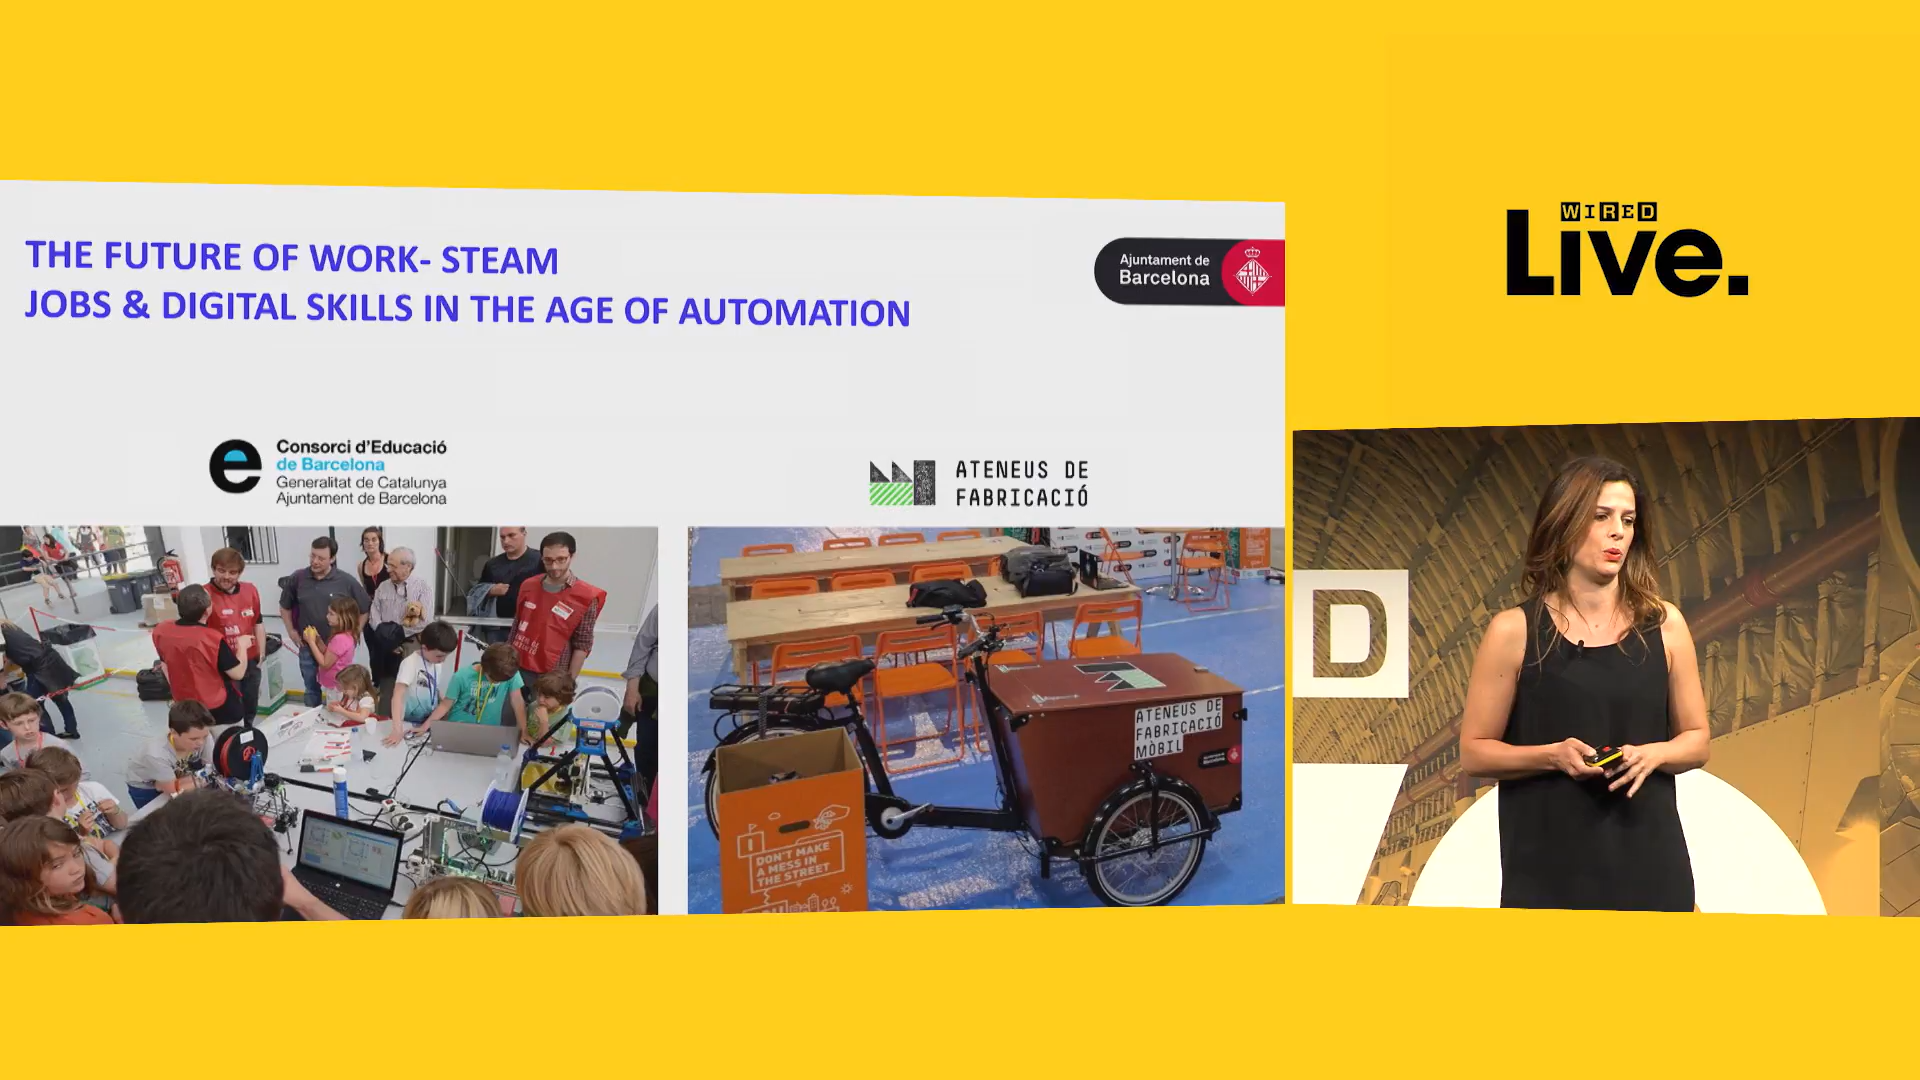 THE FUTURE OF WORK- STEAM
JOBS & DIGITAL SKILLS IN THE AGE OF AUTOMATION
Ajuntament de
Barcelona
WIRED
Live.
Consorci d'Educació
de Barcelona
Generalitat de Catalunya
Ajuntament de Barcelona
ATENEUS DE
FABRICACIÓ
ATENEUS DE
FABRICACIÓ
MÒBIL
DON'T MAKE
A MESS IN
THE STREET
D